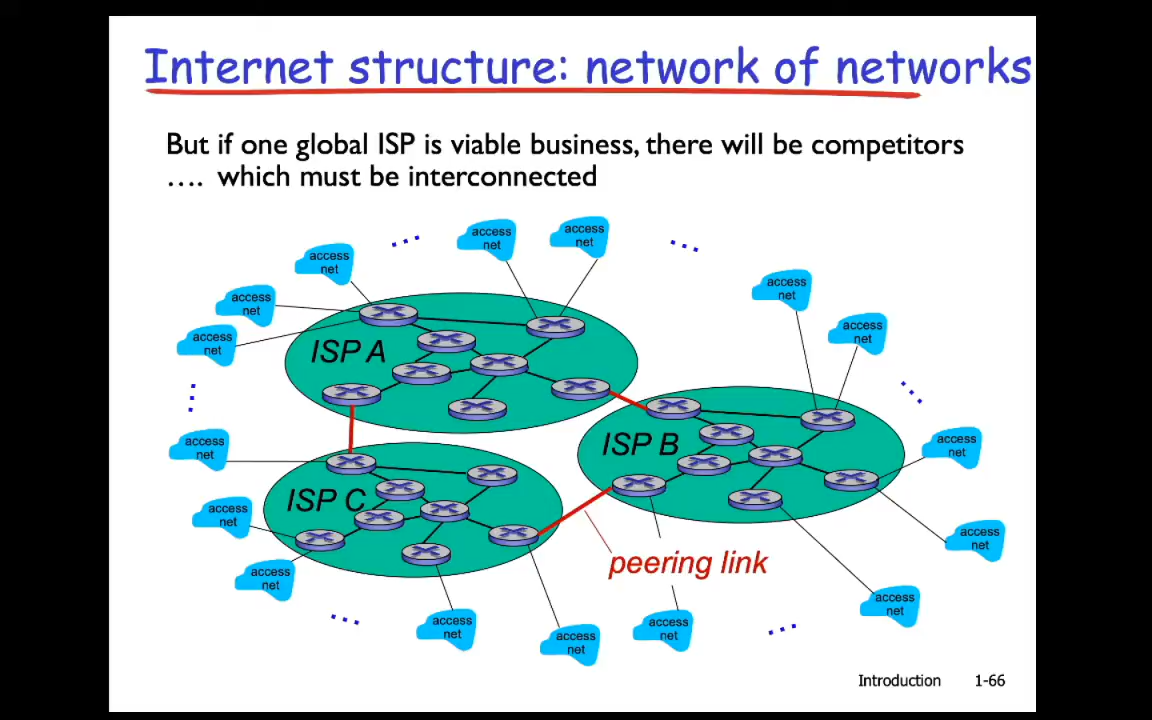 Internet structure: network of networks
But if one global ISP is viable business, there will be competitors
…. which must be interconnected
access
net
access
net
access
net
access
net
access
net
access
net
access
net
ISP A
ISP B
access
net
access
net
ISP C
access
net
access
net
peering link
access
net
access
net
access
net
access
net
access
net
Introduction 1-66